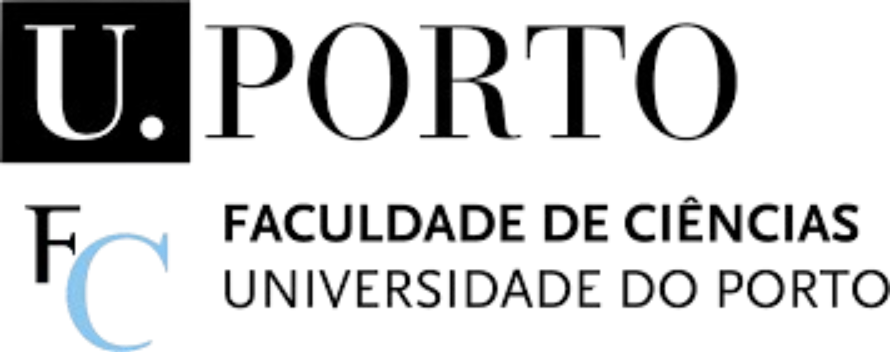 U. PORTO
FC FACULDADE DE CIÊNCIAS
UNIVERSIDADE DO PORTO